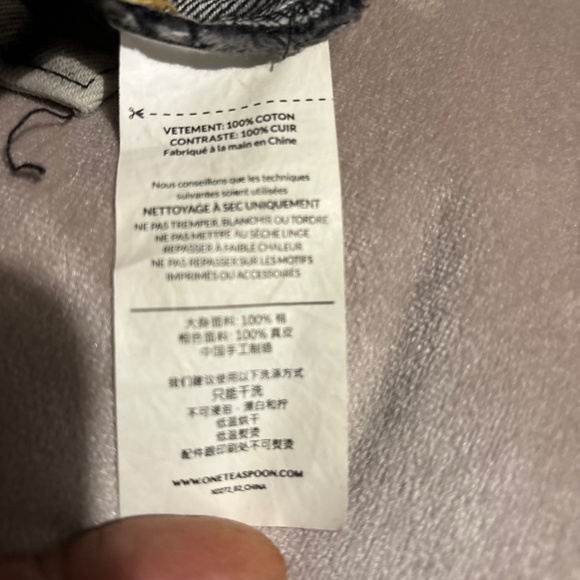 VETEMENT: 100% COTON
CONTRASTE: 100% CUIR
Fabriqué à la main en Chine
Nous conseillons que les techniques
suivantes soient utilisées
NETTOYAGE À SEC UNIQUEMENT
NE PAS TREMPER, BLANCHIR OU TORDRE
NE PAS METTRE AU SÈCHE LINGE
REPASSER À FAIBLE CHALEUR
NE PAS REPASSER SUR LES MOTIFS
IMPRIMÉS OU ACCESSOIRES
大身面料: 100% 棉
相色面料: 100% 真皮
中国手工制造
我们建议使用以下洗涤方式
只能干洗
不可浸泡、漂白和拧
低温烘干
低温熨烫
配件跟印刷处不可熨烫
WWW.ONETEASPOON.COM